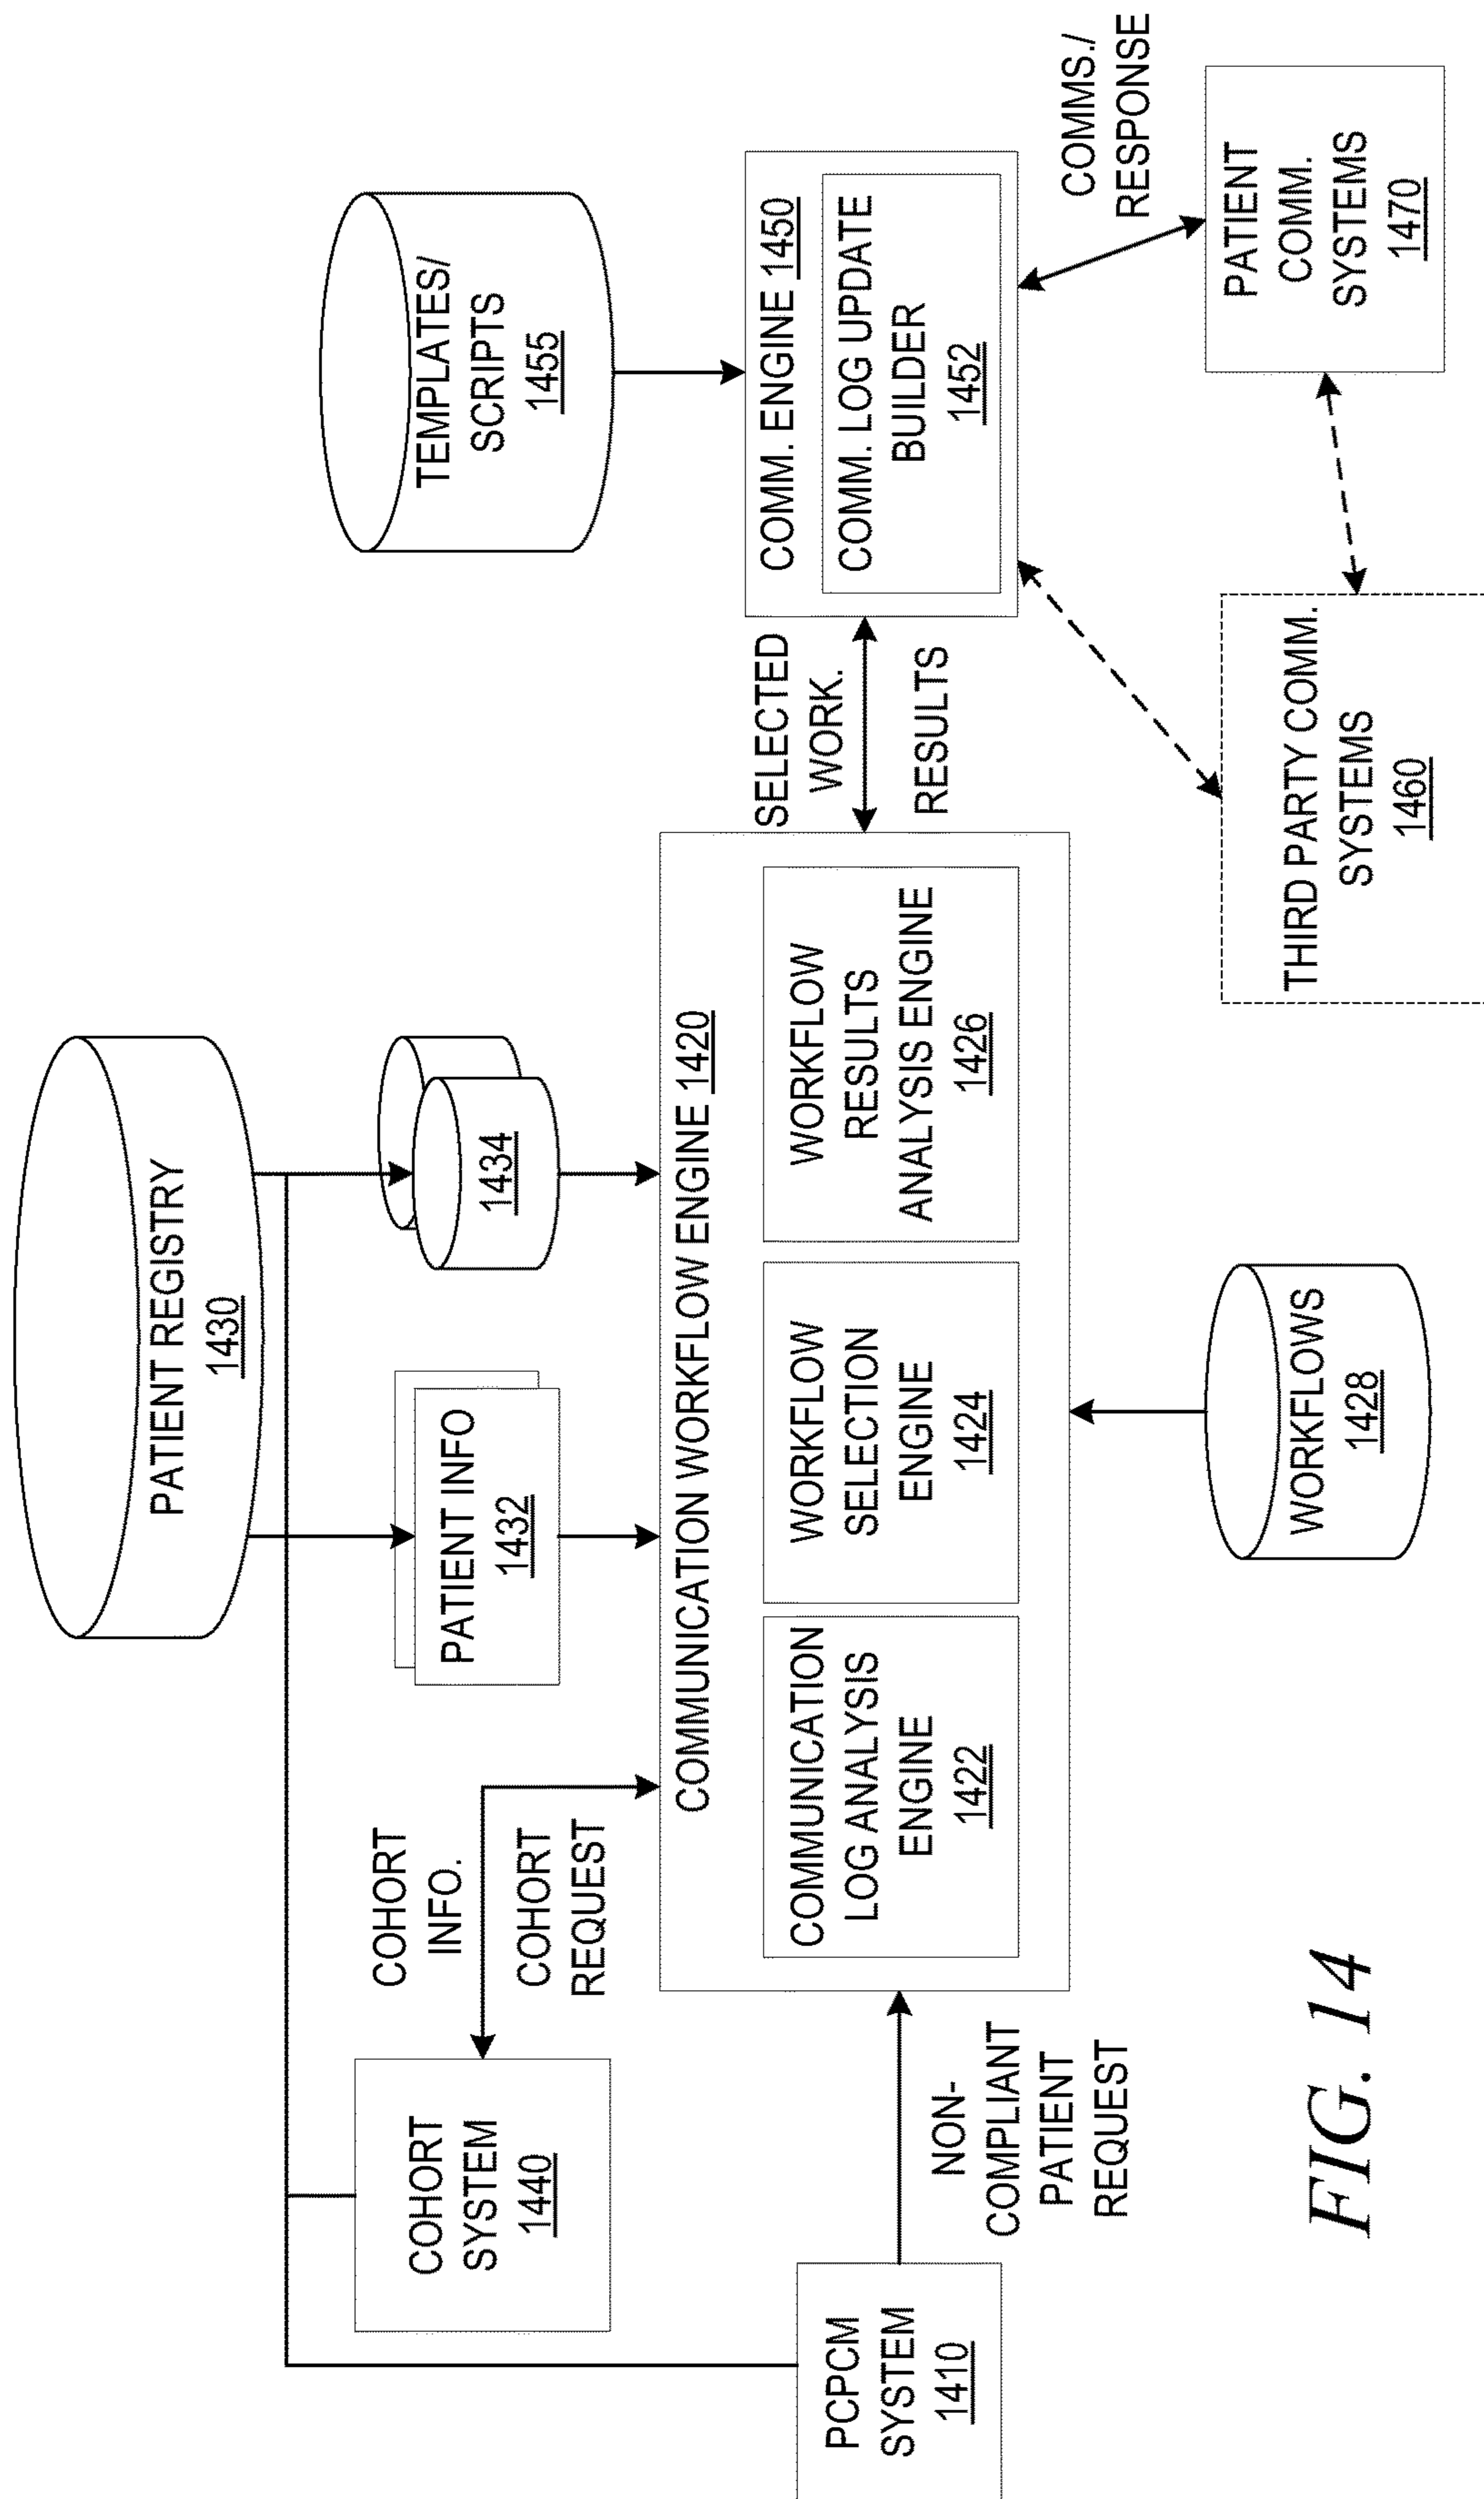 PATIENT REGISTRY
1430
TEMPLATES/
SCRIPTS
1455
COHORT
SYSTEM
1440
COHORT
INFO.
COHORT
REQUEST
PATIENT INFO
1432
1434
PCPCM
SYSTEM
1410
NON-
COMPLIANT
PATIENT
REQUEST
COMMUNICATION WORKFLOW ENGINE 1420
COMMUNICATION
LOG ANALYSIS
ENGINE
1422
WORKFLOW
SELECTION
ENGINE
1424
WORKFLOW
RESULTS
ANALYSIS ENGINE
1426
SELECTED
WORK.
RESULTS
COMM. ENGINE 1450
COMM. LOG UPDATE
BUILDER
1452
COMMS./
RESPONSE
WORKFLOWS
1428
THIRD PARTY COMM.
SYSTEMS
1460
PATIENT
COMM.
SYSTEMS
1470
FIG. 14